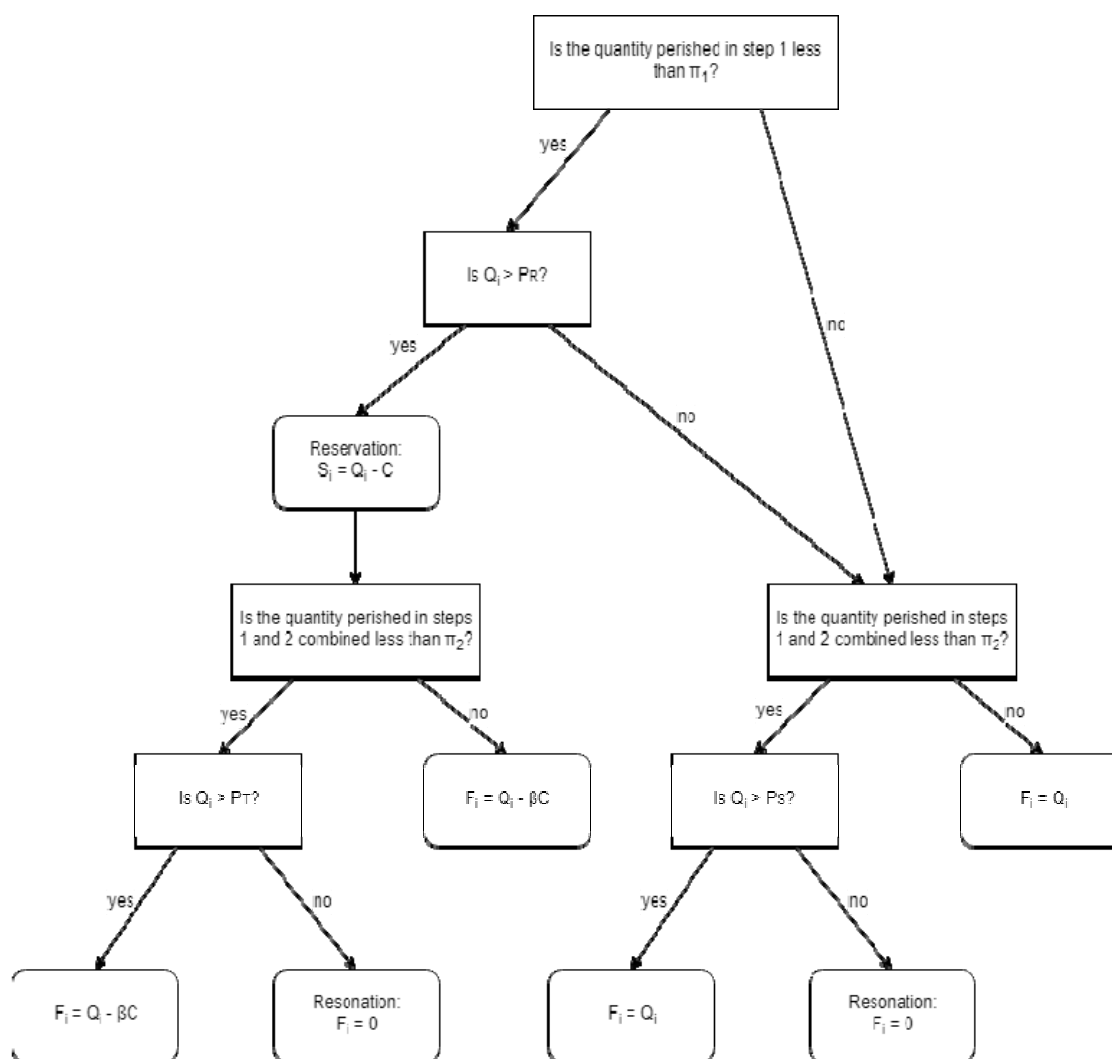 Is the quantity perished in step 1 less
than π₁?
yes
no
Is Qᵢ > PR?
yes
no
Reservation:
Sᵢ = Qᵢ - C
Is the quantity perished in steps
1 and 2 combined less than π₂?
Is the quantity perished in steps
1 and 2 combined less than π₂?
yes
no
yes
no
Is Qᵢ > PT?
Fᵢ = Qᵢ - βC
Is Qᵢ > PS?
Fᵢ = Qᵢ
yes
no
yes
no
Fᵢ = Qᵢ - βC
Resonation:
Fᵢ = 0
Fᵢ = Qᵢ
Resonation:
Fᵢ = 0